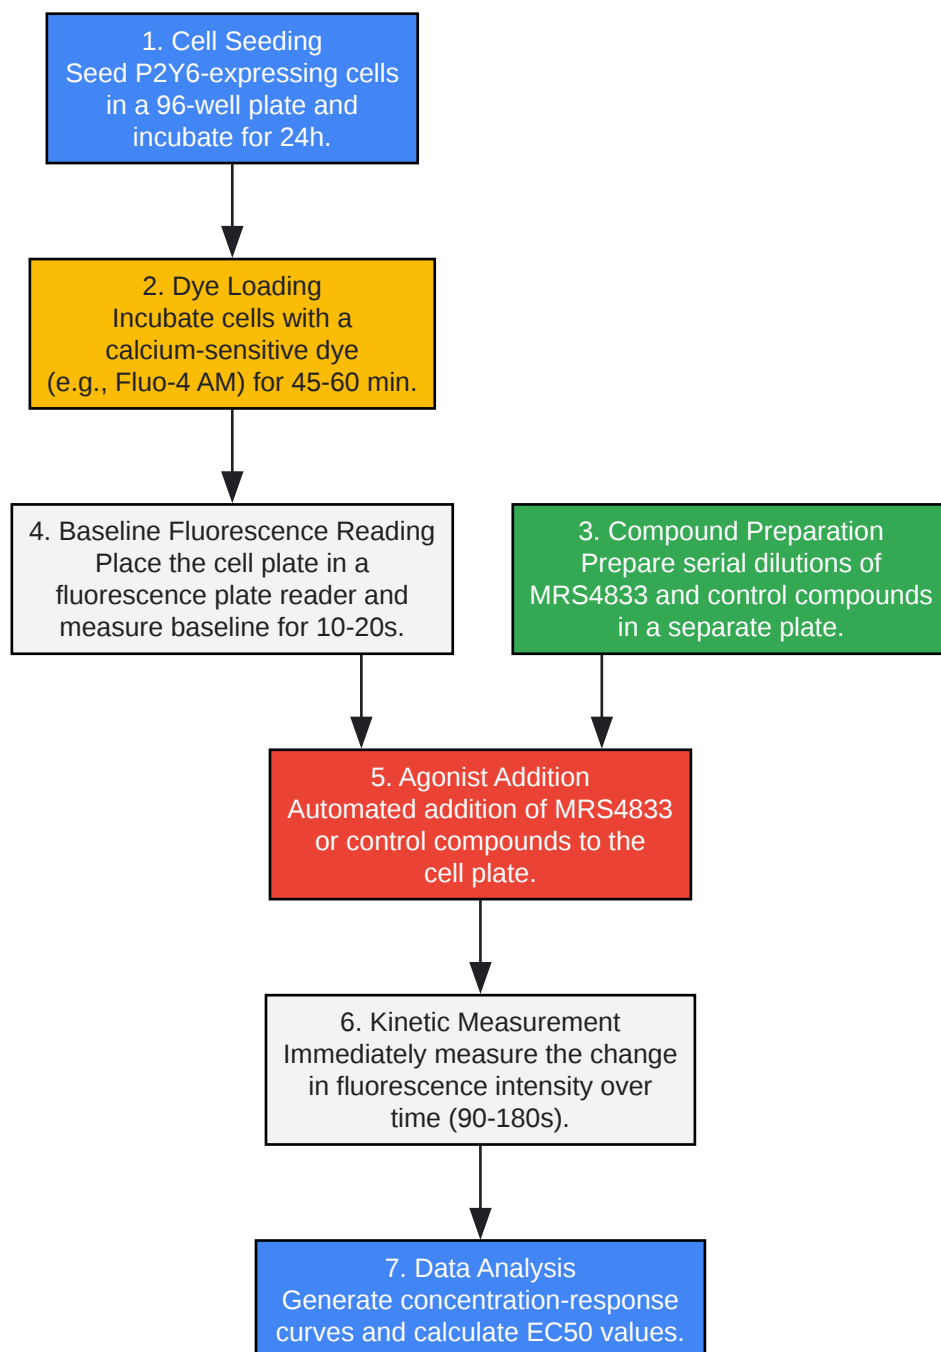 1. Cell Seeding
Seed P2Y6-expressing cells
in a 96-well plate and
incubate for 24h.
2. Dye Loading
Incubate cells with a
calcium-sensitive dye
(e.g., Fluo-4 AM) for 45-60 min.
4. Baseline Fluorescence Reading
Place the cell plate in a
fluorescence plate reader and
measure baseline for 10-20s.
3. Compound Preparation
Prepare serial dilutions of
MRS4833 and control compounds
in a separate plate.
5. Agonist Addition
Automated addition of MRS4833
or control compounds to the
cell plate.
6. Kinetic Measurement
Immediately measure the change
in fluorescence intensity over
time (90-180s).
7. Data Analysis
Generate concentration-response
curves and calculate EC50 values.